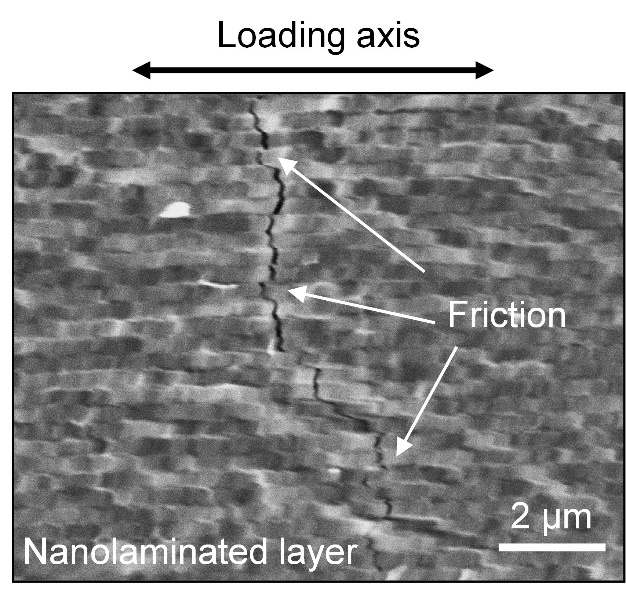 Loading axis
Friction
2 µm
Nanolaminated layer